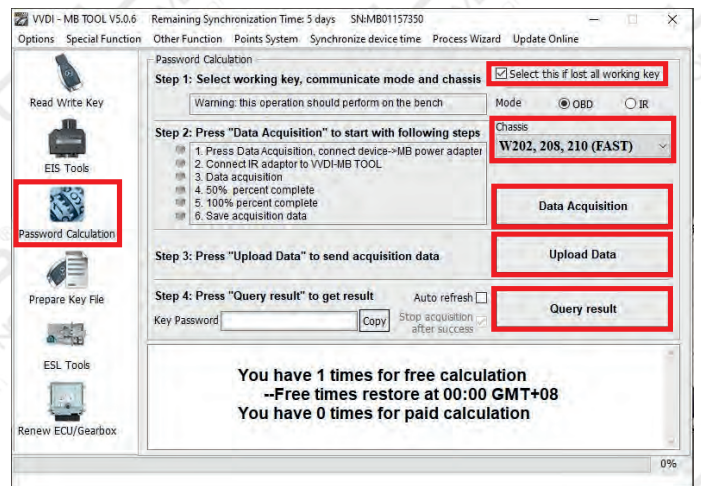 VVDI - MB TOOL V5.0.6 Remaining Synchronization Time: 5 days SN:MB01157350
Options Special Function Other Function Points System Synchronize device time Process Wizard Update Online
Read Write Key
EIS Tools
Password Calculation
Prepare Key File
ESL Tools
Renew ECU/Gearbox
Password Calculation
Step 1: Select working key, communicate mode and chassis
Select this if lost all working key
Warning: this operation should perform on the bench
Mode OBD IR
Step 2: Press "Data Acquisition" to start with following steps
Chassis
W202, 208, 210 (FAST)
1. Press Data Acquisition, connect device->MB power adapter
2. Connect IR adaptor to VVDI-MB TOOL
3. Data acquisition
4. 50% percent complete
5. 100% percent complete
6. Save acquisition data
Data Acquisition
Step 3: Press "Upload Data" to send acquisition data
Upload Data
Step 4: Press "Query result" to get result
Auto refresh
Key Password
Copy
Stop acquisition
after success
Query result
You have 1 times for free calculation
--Free times restore at 00:00 GMT+08
You have 0 times for paid calculation
0%